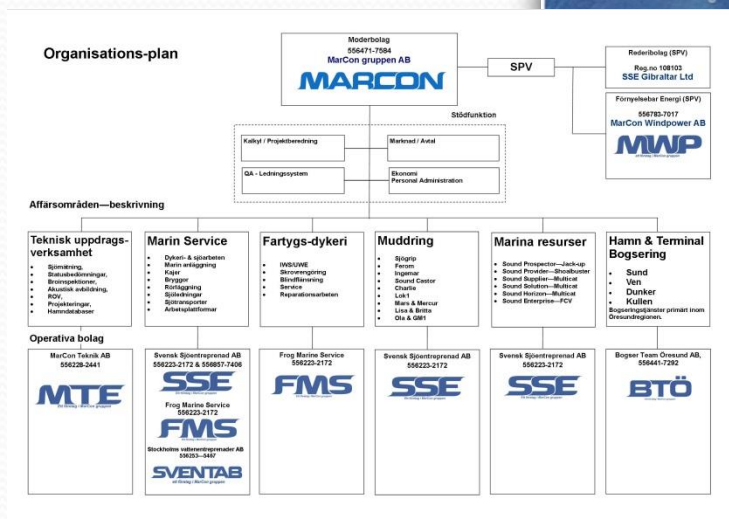 Organisations-plan
Moderbolag
556471-7584
MarCon gruppen AB
MARCON
SPV
Rederibolag (SPV)
Reg.no 108103
SSE Gibraltar Ltd
Förnyelsebar Energi (SPV)
556783-7017
MarCon Windpower AB
MWP
Stödfunktion
Kalkyl / Projektberedning
Marknad / Avtal
QA - Ledningssystem
Ekonomi
Personal Administration
Affärsområden—beskrivning
Teknisk uppdrags-
verksamhet
• Sjömätning,
• Statusbedömningar,
• Broinspektioner,
• Akustisk avbildning,
• ROV,
• Projekteringar,
• Hamndatabaser
Marin Service
• Dykeri- & sjöarbeten
• Marin anläggning
• Kajer
• Bryggor
• Rörläggning
• Sjöledningar
• Sjötransporter
• Arbetsplattformar
Fartygs-dykeri
• IWS/UWE
• Skrovrengöring
• Blindflänsning
• Service
• Reparationsarbeten
Muddring
• Sjögrip
• Ferom
• Ingemar
• Sound Castor
• Charlie
• Lok1
• Mars & Mercur
• Lisa & Britta
• Ola & GM1
Marina resurser
• Sound Prospector—Jack-up
• Sound Provider—Shoalbuster
• Sound Supplier—Multicat
• Sound Solution—Multicat
• Sound Horizon—Multicat
• Sound Enterprise—FCV
Hamn & Terminal
Bogsering
• Sund
• Ven
• Dunker
• Kullen
Bogseringstjänster primärt inom
Öresundregionen.
Operativa bolag
MarCon Teknik AB
556228-2441
MTE
Svensk Sjöentreprenad AB
556223-2172 & 556857-7406
SSE
Frog Marine Service
556223-2172
FMS
Stockholms vattenentreprenader AB
SVENTAB
Frog Marine Service
556223-2172
FMS
Svensk Sjöentreprenad AB
556223-2172
SSE
Svensk Sjöentreprenad AB
556223-2172
SSE
Bogser Team Öresund AB,
556441-7292
BTÖ